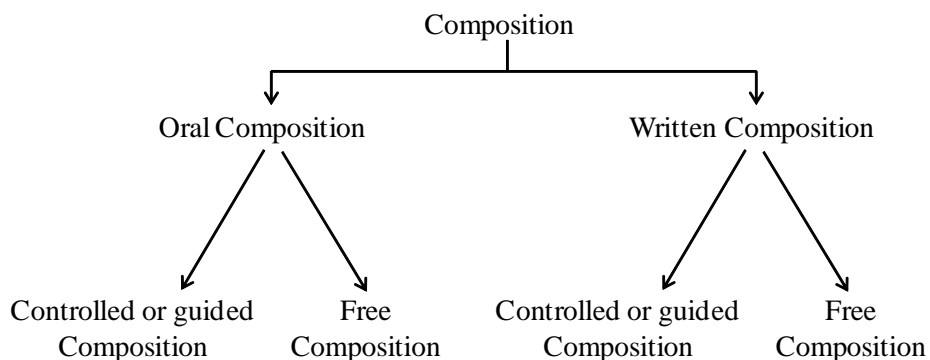 Composition
Oral Composition
Written Composition
Controlled or guided
Composition
Free
Composition
Controlled or guided
Composition
Free
Composition